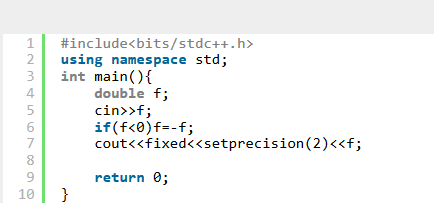 1 #include<bits/stdc++.h>
2 using namespace std;
3 int main(){
4     double f;
5     cin>>f;
6     if(f<0)f=-f;
7     cout<<fixed<<setprecision(2)<<f;
8
9     return 0;
10 }